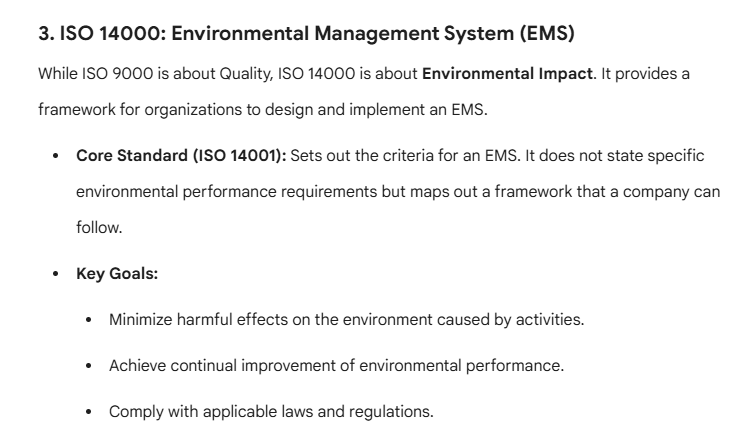 3. ISO 14000: Environmental Management System (EMS)
While ISO 9000 is about Quality, ISO 14000 is about Environmental Impact. It provides a
framework for organizations to design and implement an EMS.
• Core Standard (ISO 14001): Sets out the criteria for an EMS. It does not state specific
environmental performance requirements but maps out a framework that a company can
follow.
• Key Goals:
• Minimize harmful effects on the environment caused by activities.
• Achieve continual improvement of environmental performance.
• Comply with applicable laws and regulations.